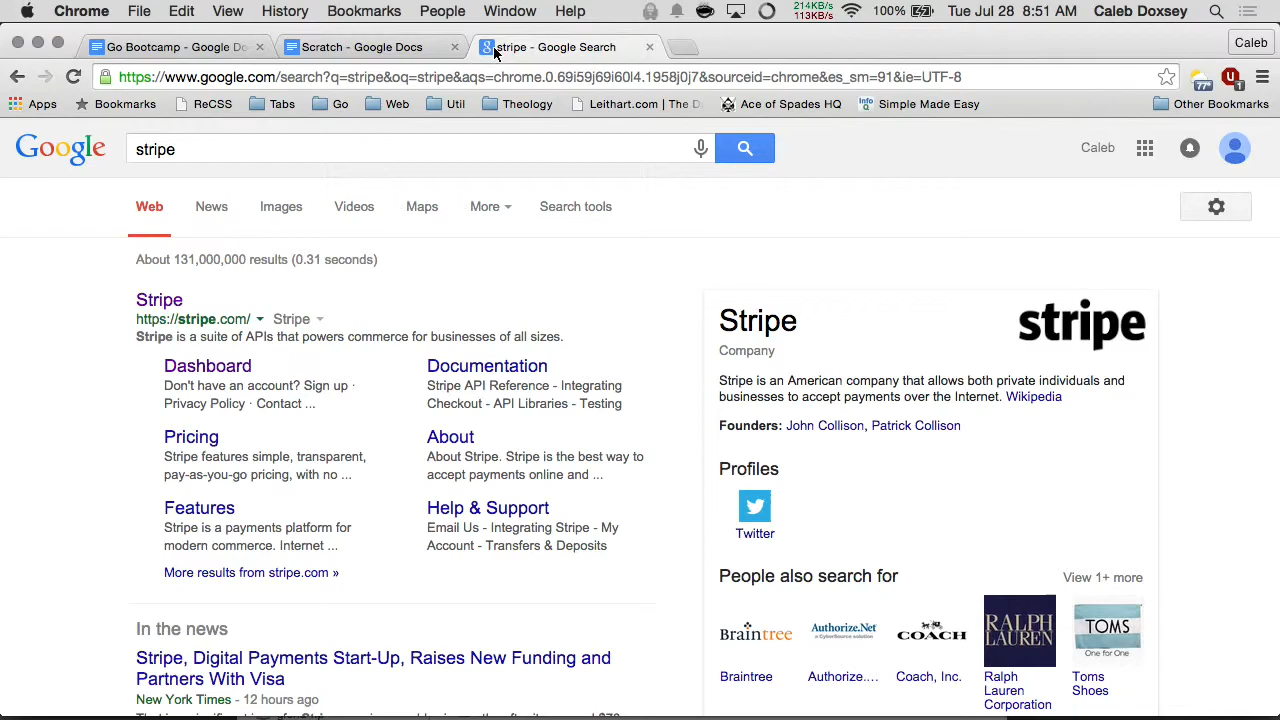 Chrome File Edit View History Bookmarks People Window Help 214KB/s 113KB/s 100% Tue Jul 28 8:51 AM Caleb Doxsey
Go Bootcamp - Google Do Scratch - Google Docs stripe - Google Search Caleb
https://www.google.com/search?q=stripe&oq=stripe&aqs=chrome.0.69i59j69i60l4.1958j0j7&sourceid=chrome&es_sm=91&ie=UTF-8
Apps Bookmarks ReCSS Tabs Go Web Util Theology Leithart.com | The D Ace of Spades HQ Simple Made Easy Other Bookmarks
Google stripe Caleb
Web News Images Videos Maps More Search tools
About 131,000,000 results (0.31 seconds)
Stripe
https://stripe.com/ Stripe
Stripe is a suite of APIs that powers commerce for businesses of all sizes.
Dashboard
Don't have an account? Sign up ·
Privacy Policy · Contact ...
Documentation
Stripe API Reference - Integrating
Checkout - API Libraries - Testing
Pricing
Stripe features simple, transparent,
pay-as-you-go pricing, with no ...
About
About Stripe. Stripe is the best way to
accept payments online and ...
Features
Stripe is a payments platform for
modern commerce. Internet ...
Help & Support
Email Us - Integrating Stripe - My
Account - Transfers & Deposits
More results from stripe.com »
In the news
Stripe, Digital Payments Start-Up, Raises New Funding and
Partners With Visa
New York Times - 12 hours ago
Stripe
stripe
Company
Stripe is an American company that allows both private individuals and
businesses to accept payments over the Internet. Wikipedia
Founders: John Collison, Patrick Collison
Profiles
Twitter
People also search for View 1+ more
Braintree Authorize.Net COACH RALPH LAUREN TOMS
a CyberSource solution One for One
Braintree Authorize.... Coach, Inc. Ralph Lauren Corporation Toms Shoes